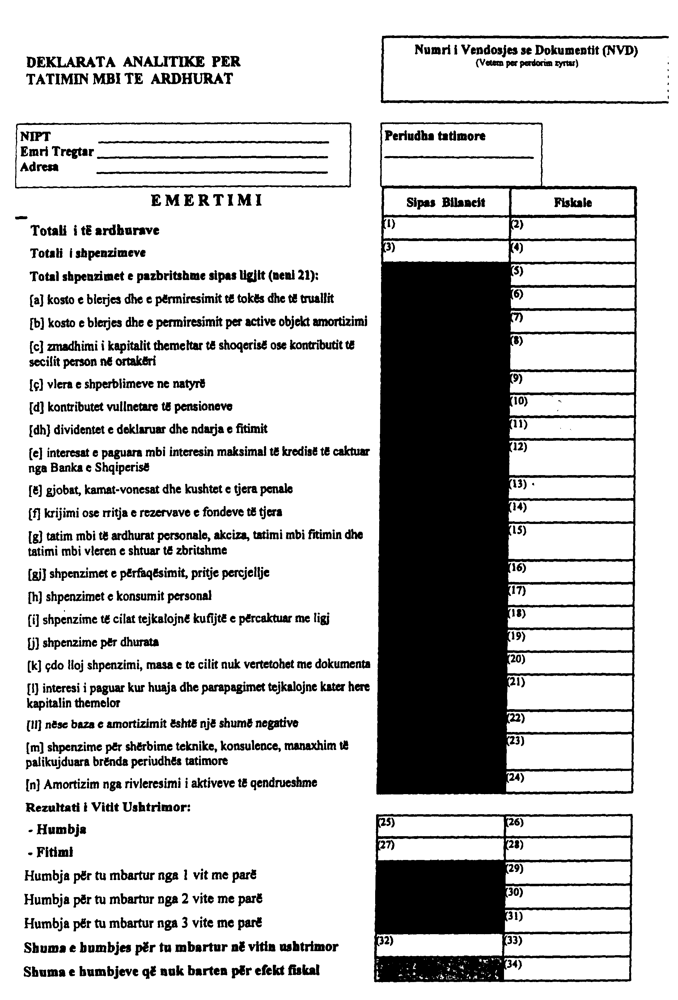 DEKLARATA ANALITIKE PER
TATIMIN MBI TE ARDHURAT
Numri i Vendosjes se Dokumentit (NVD)
(Vetem per perdorim zyrtar)
NIPT
Emri Tregtar
Adresa
Periudha tatimore
EMERTIMI
Sipas Bilancit
Fiskale
Totali i të ardhurave
(1)
(2)
Totali i shpenzimeve
(3)
(4)
Total shpenzimet e pazbritshme sipas ligjit (neni 21):
(5)
[a] kosto e blerjes dhe e përmiresimit të tokës dhe të truallit
(6)
[b] kosto e blerjes dhe e permiresimit per active objekt amortizimi
(7)
[c] zmadhimi i kapitalit themeltar të shoqerisë ose kontributit të
secilit person në ortakëri
(8)
[ç] vlera e shperblimeve ne natyrë
(9)
[d] kontributet vullnetare të pensioneve
(10)
[dh] dividentet e deklaruar dhe ndarja e fitimit
(11)
[e] interesat e paguara mbi interesin maksimal të kredisë të caktuar
nga Banka e Shqiperisë
(12)
[ë] gjobat, kamat-vonesat dhe kushtet e tjera penale
(13)
[f] krijimi ose rritja e rezervave e fondeve të tjera
(14)
[g] tatim mbi të ardhurat personale, akciza, tatimi mbi fitimin dhe
tatimi mbi vleren e shtuar të zbritshme
(15)
[gj] shpenzimet e përfaqësimit, pritje percjellje
(16)
[h] shpenzimet e konsumit personal
(17)
[i] shpenzime të cilat tejkalojnë kufijtë e përcaktuar me ligj
(18)
[j] shpenzime për dhurata
(19)
[k] çdo lloj shpenzimi, masa e te cilit nuk vertetohet me dokumenta
(20)
[l] interesi i paguar kur huaja dhe parapagimet tejkalojne kater here
kapitalin themelor
(21)
[ll] nëse baza e amortizimit është një shumë negative
(22)
[m] shpenzime për shërbime teknike, konsulence, manaxhim të
palikujduara brënda periudhës tatimore
(23)
[n] Amortizim nga rivleresimi i aktiveve të qendrueshme
(24)
Rezultati i Vitit Ushtrimor:
- Humbja
(25)
(26)
- Fitimi
(27)
(28)
Humbja për tu mbartur nga 1 vit me parë
(29)
Humbja për tu mbartur nga 2 vite me parë
(30)
Humbja për tu mbartur nga 3 vite me parë
(31)
Shuma e humbjes për tu mbartur në vitin ushtrimor
(32)
(33)
Shuma e humbjeve që nuk barten për efekt fiskal
(34)